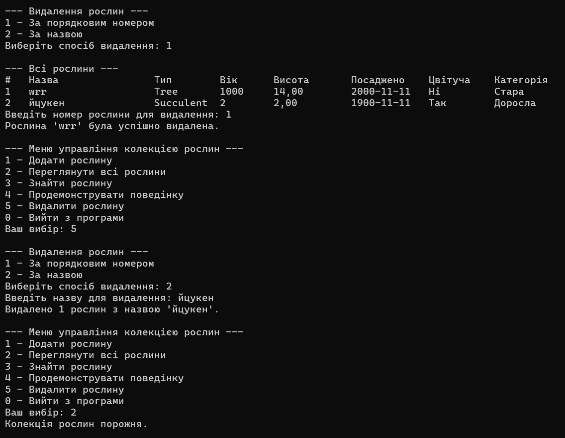 --- Видалення рослин ---
1 - За порядковим номером
2 - За назвою
Виберіть спосіб видалення: 1

--- Всі рослини ---
#  Назва  Тип  Вік  Висота  Посаджено  Цвітуча  Категорія
1  wrr  Tree  1000  14,00  2000-11-11  Ні  Стара
2  йцукен  Succulent  2  2,00  1900-11-11  Так  Доросла
Введіть номер рослини для видалення: 1
Рослина 'wrr' була успішно видалена.

--- Меню управління колекцією рослин ---
1 - Додати рослину
2 - Переглянути всі рослини
3 - Знайти рослину
4 - Продемонструвати поведінку
5 - Видалити рослину
0 - Вийти з програми
Ваш вибір: 5

--- Видалення рослин ---
1 - За порядковим номером
2 - За назвою
Виберіть спосіб видалення: 2
Введіть назву для видалення: йцукен
Видалено 1 рослин з назвою 'йцукен'.

--- Меню управління колекцією рослин ---
1 - Додати рослину
2 - Переглянути всі рослини
3 - Знайти рослину
4 - Продемонструвати поведінку
5 - Видалити рослину
0 - Вийти з програми
Ваш вибір: 2
Колекція рослин порожня.